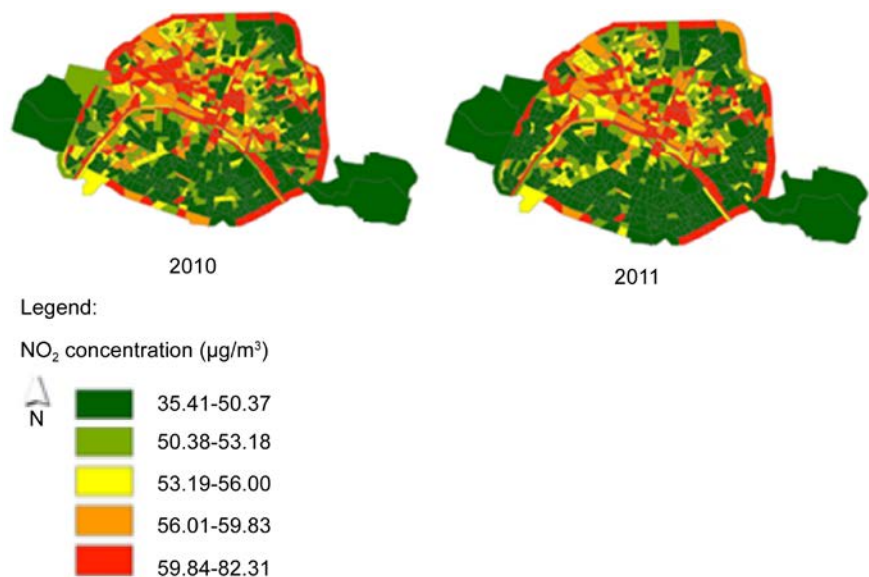 2010
2011
Legend:
NO₂ concentration (µg/m³)
N
35.41-50.37
50.38-53.18
53.19-56.00
56.01-59.83
59.84-82.31